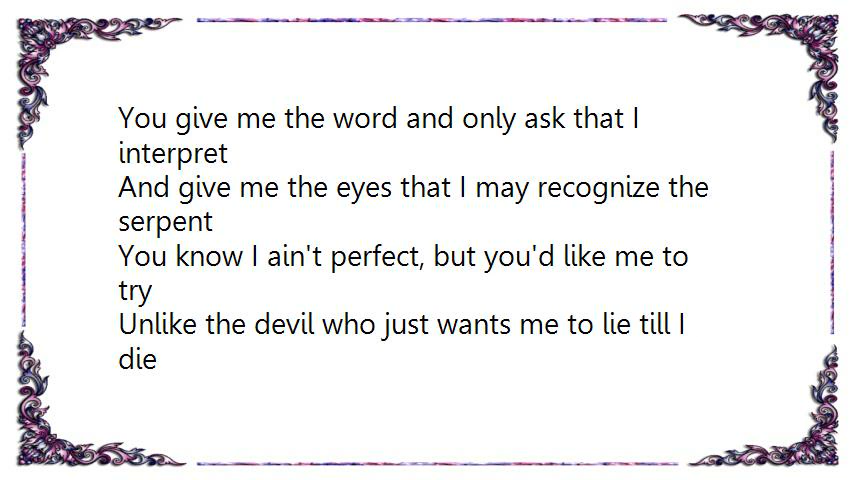 You give me the word and only ask that I
interpret
And give me the eyes that I may recognize the
serpent
You know I ain't perfect, but you'd like me to
try
Unlike the devil who just wants me to lie till I
die